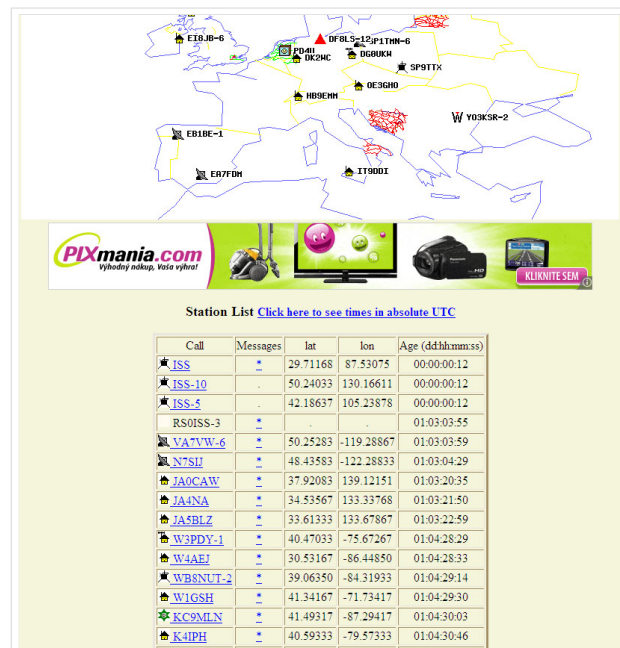 EI8JB-6
DF8LS-12
SP1TMN-6
PD4H
DG0UKW
DK2WC
SP9TTX
OE3GHO
HB9EMM
YO3KSR-2
EB1BE-1
EA7FDM
IT9DDI
PIXmania.com
Výhodný nákup, Vaša výhra!
KLIKNITE SEM
Station List Click here to see times in absolute UTC
Call Messages lat lon Age (dd:hh:mm:ss)
ISS * 29.71168 87.53075 00:00:00:12
ISS-10 . 50.24033 130.16611 00:00:00:12
ISS-5 . 42.18637 105.23878 00:00:00:12
RS0ISS-3 * . . 01:03:03:55
VA7VW-6 * 50.25283 -119.28867 01:03:03:59
N7SIJ * 48.43583 -122.28833 01:03:04:29
JA0CAW * 37.92083 139.12151 01:03:20:35
JA4NA * 34.53567 133.33768 01:03:21:50
JA5BLZ * 33.61333 133.67867 01:03:22:59
W3PDY-1 * 40.47033 -75.67267 01:04:28:29
W4AEJ * 30.53167 -86.44850 01:04:28:33
WB8NUT-2 * 39.06350 -84.31933 01:04:29:14
W1GSH * 41.34167 -71.73417 01:04:29:30
KC9MLN * 41.49317 -87.29417 01:04:30:03
K4IPH * 40.59333 -79.57333 01:04:30:46